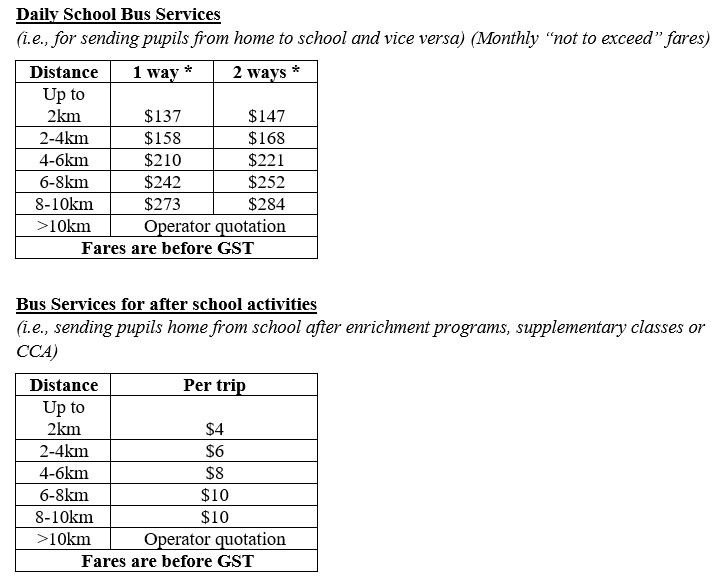 Daily School Bus Services
(i.e., for sending pupils from home to school and vice versa) (Monthly “not to exceed” fares)
Distance 1 way * 2 ways *
Up to
2km $137 $147
2-4km $158 $168
4-6km $210 $221
6-8km $242 $252
8-10km $273 $284
>10km Operator quotation
Fares are before GST
Bus Services for after school activities
(i.e., sending pupils home from school after enrichment programs, supplementary classes or
CCA)
Distance Per trip
Up to
2km $4
2-4km $6
4-6km $8
6-8km $10
8-10km $10
>10km Operator quotation
Fares are before GST